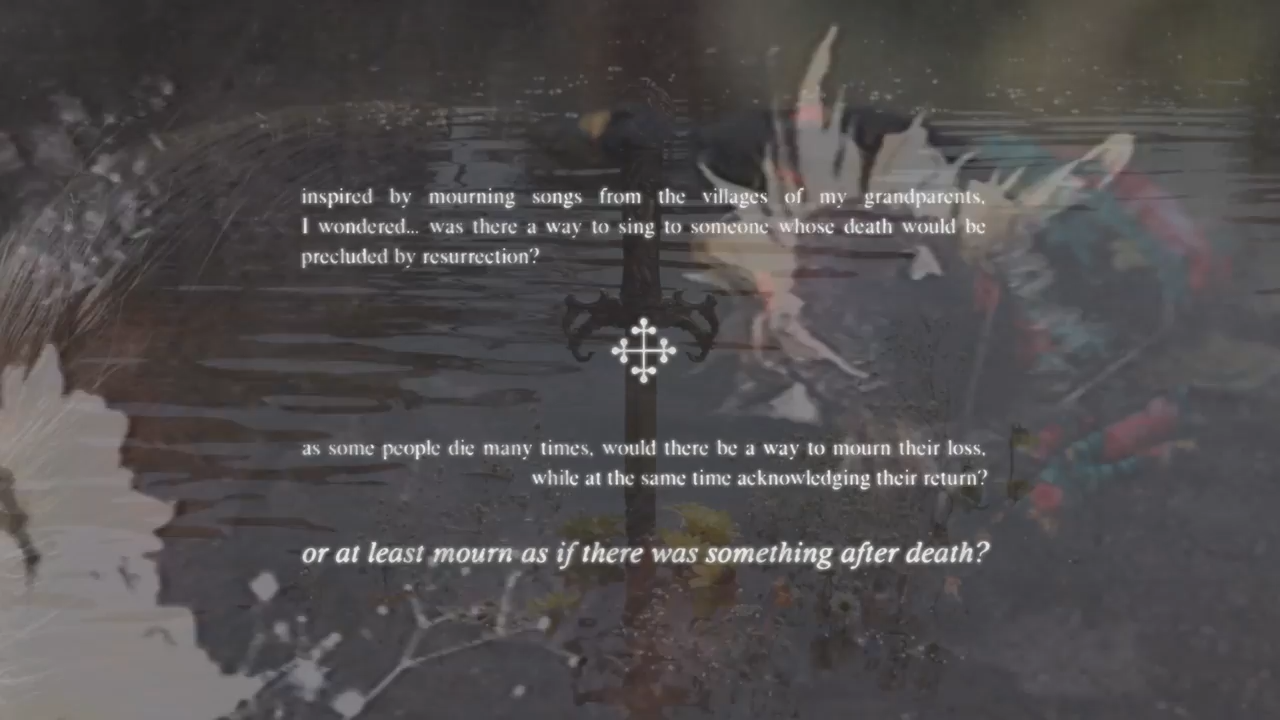 inspired by mourning songs from the villages of my grandparents,
I wondered... was there a way to sing to someone whose death would be
precluded by resurrection?
as some people die many times, would there be a way to mourn their loss,
while at the same time acknowledging their return?
or at least mourn as if there was something after death?